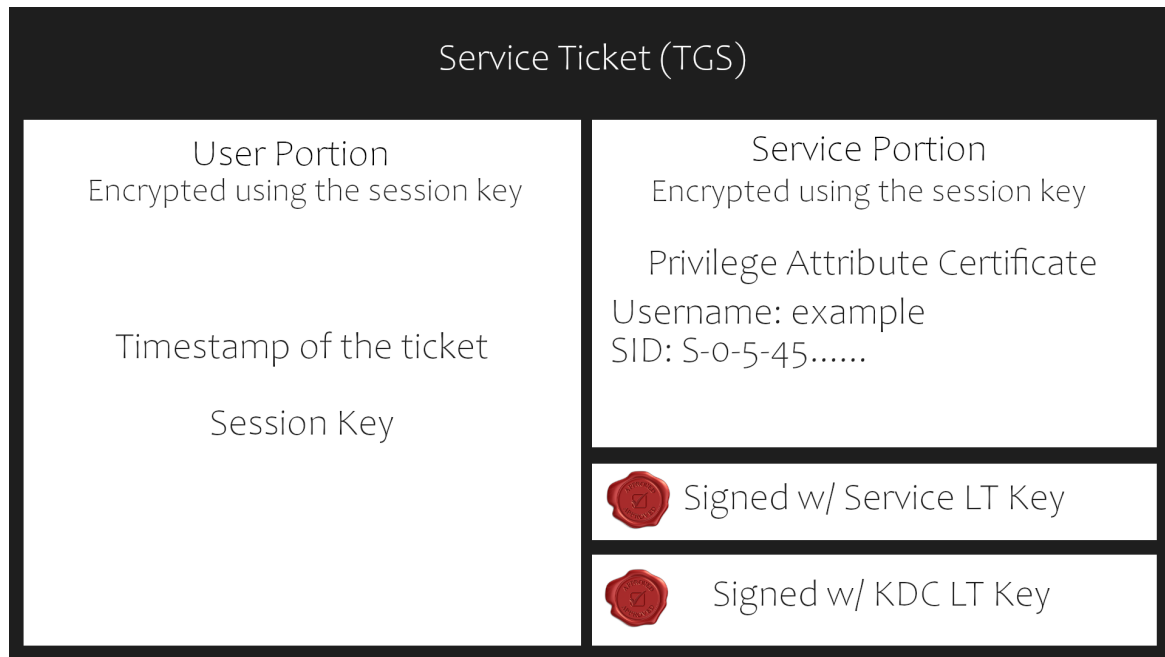 Service Ticket (TGS)
User Portion
Encrypted using the session key
Timestamp of the ticket
Session Key
Service Portion
Encrypted using the session key
Privilege Attribute Certificate
Username: example
SID: S-0-5-45......
Signed w/ Service LT Key
Signed w/ KDC LT Key